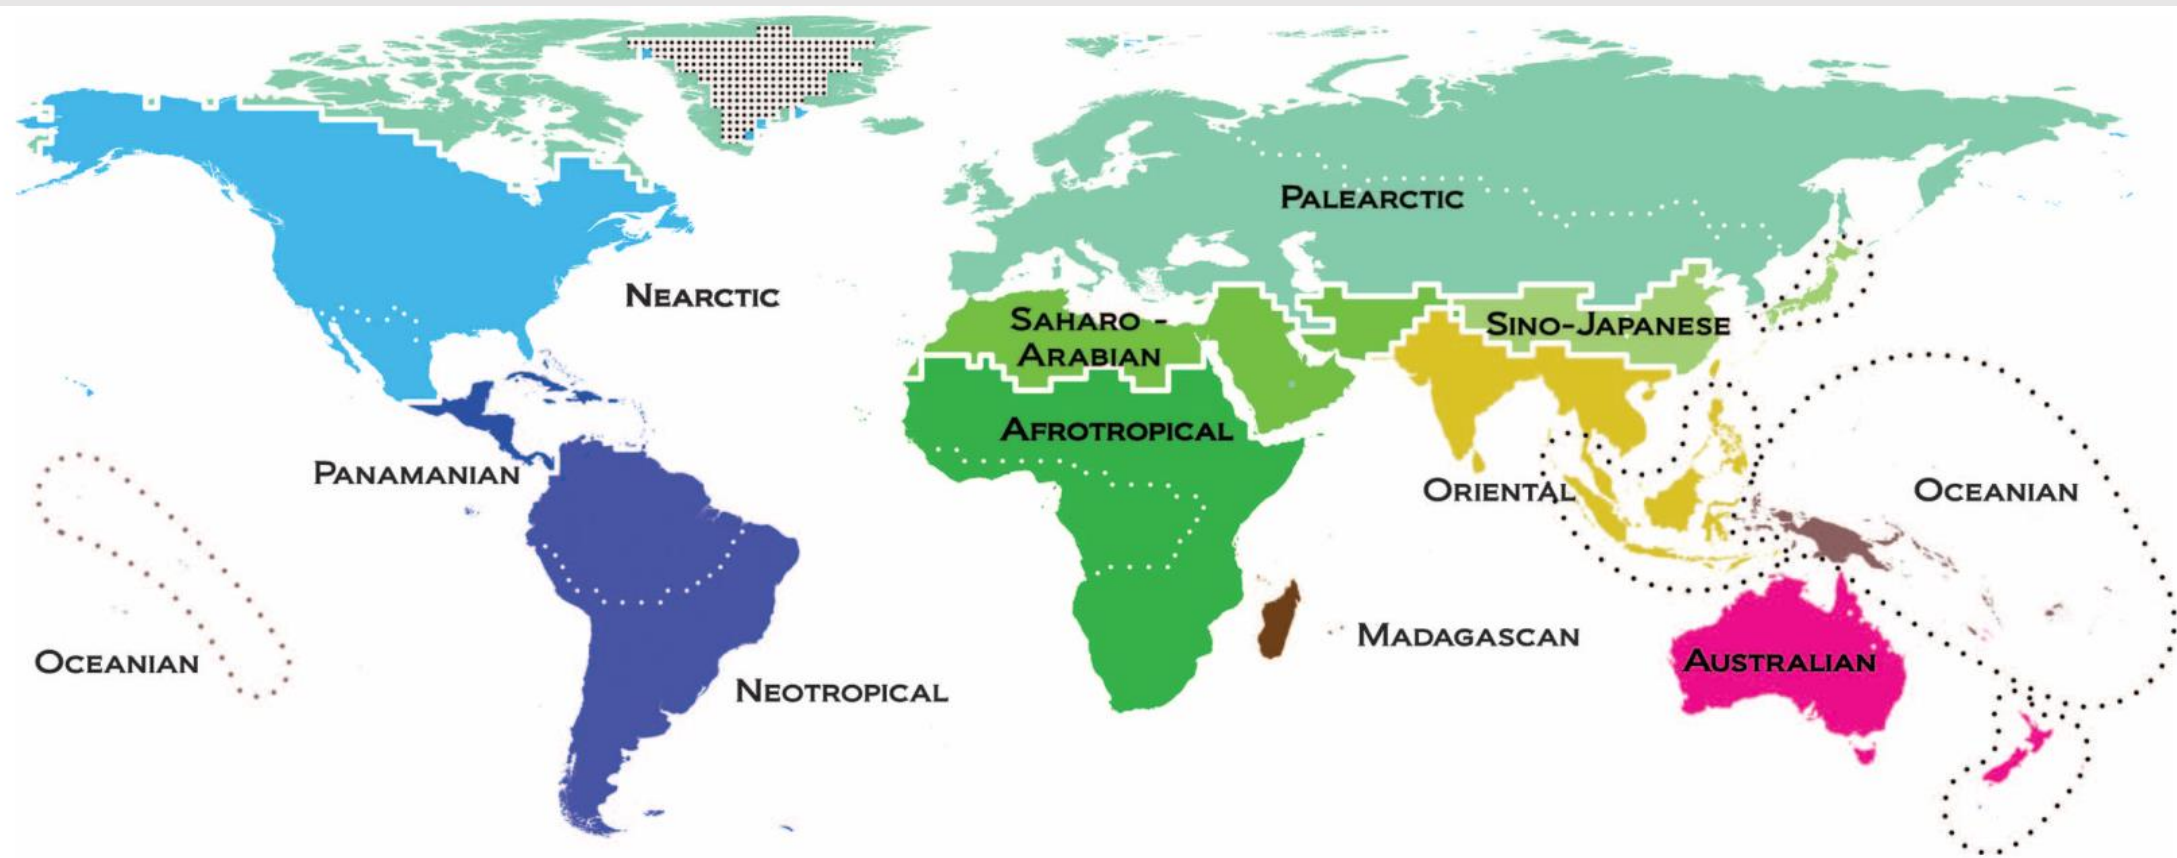 PALEARCTIC
NEARCTIC
SAHARO -
ARABIAN
SINO-JAPANESE
AFROTROPICAL
PANAMANIAN
ORIENTAL
OCEANIAN
MADAGASCAN
OCEANIAN
AUSTRALIAN
NEOTROPICAL